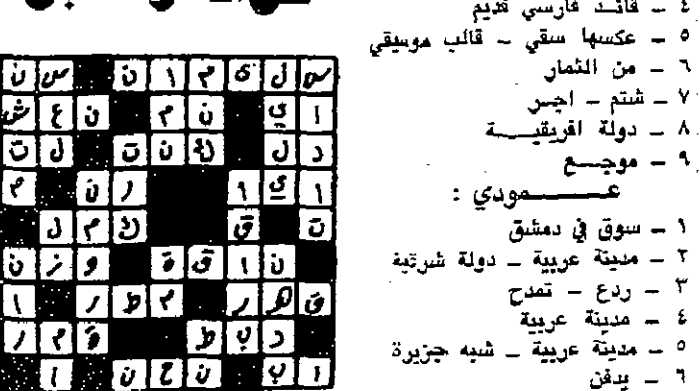 ٤ - قائد فارسي قديم
٥ - عكسها سقي - قالب موسيقي
٦ - من الثمار
٧ - شتم - اجر
٨ - دولة افريقية
٩ - موجع
عمودي :
١ - سوق في دمشق
٢ - مدينة عربية - دولة شرقية
٣ - ردع - تمدح
٤ - مدينة عربية
٥ - مدينة عربية - شبه جزيرة
٦ - يدفن
س ل ي م ا ن س ن
ا ي ن م ن ع ش
د ل ك ن ت ل ت
ا ي ا ر ن م
ت ق ك م ل
ن ا ق ة و ز ن
ق ه ر م ط ر ا
د ب ط ة م ر
ا ب ن ح ن ا